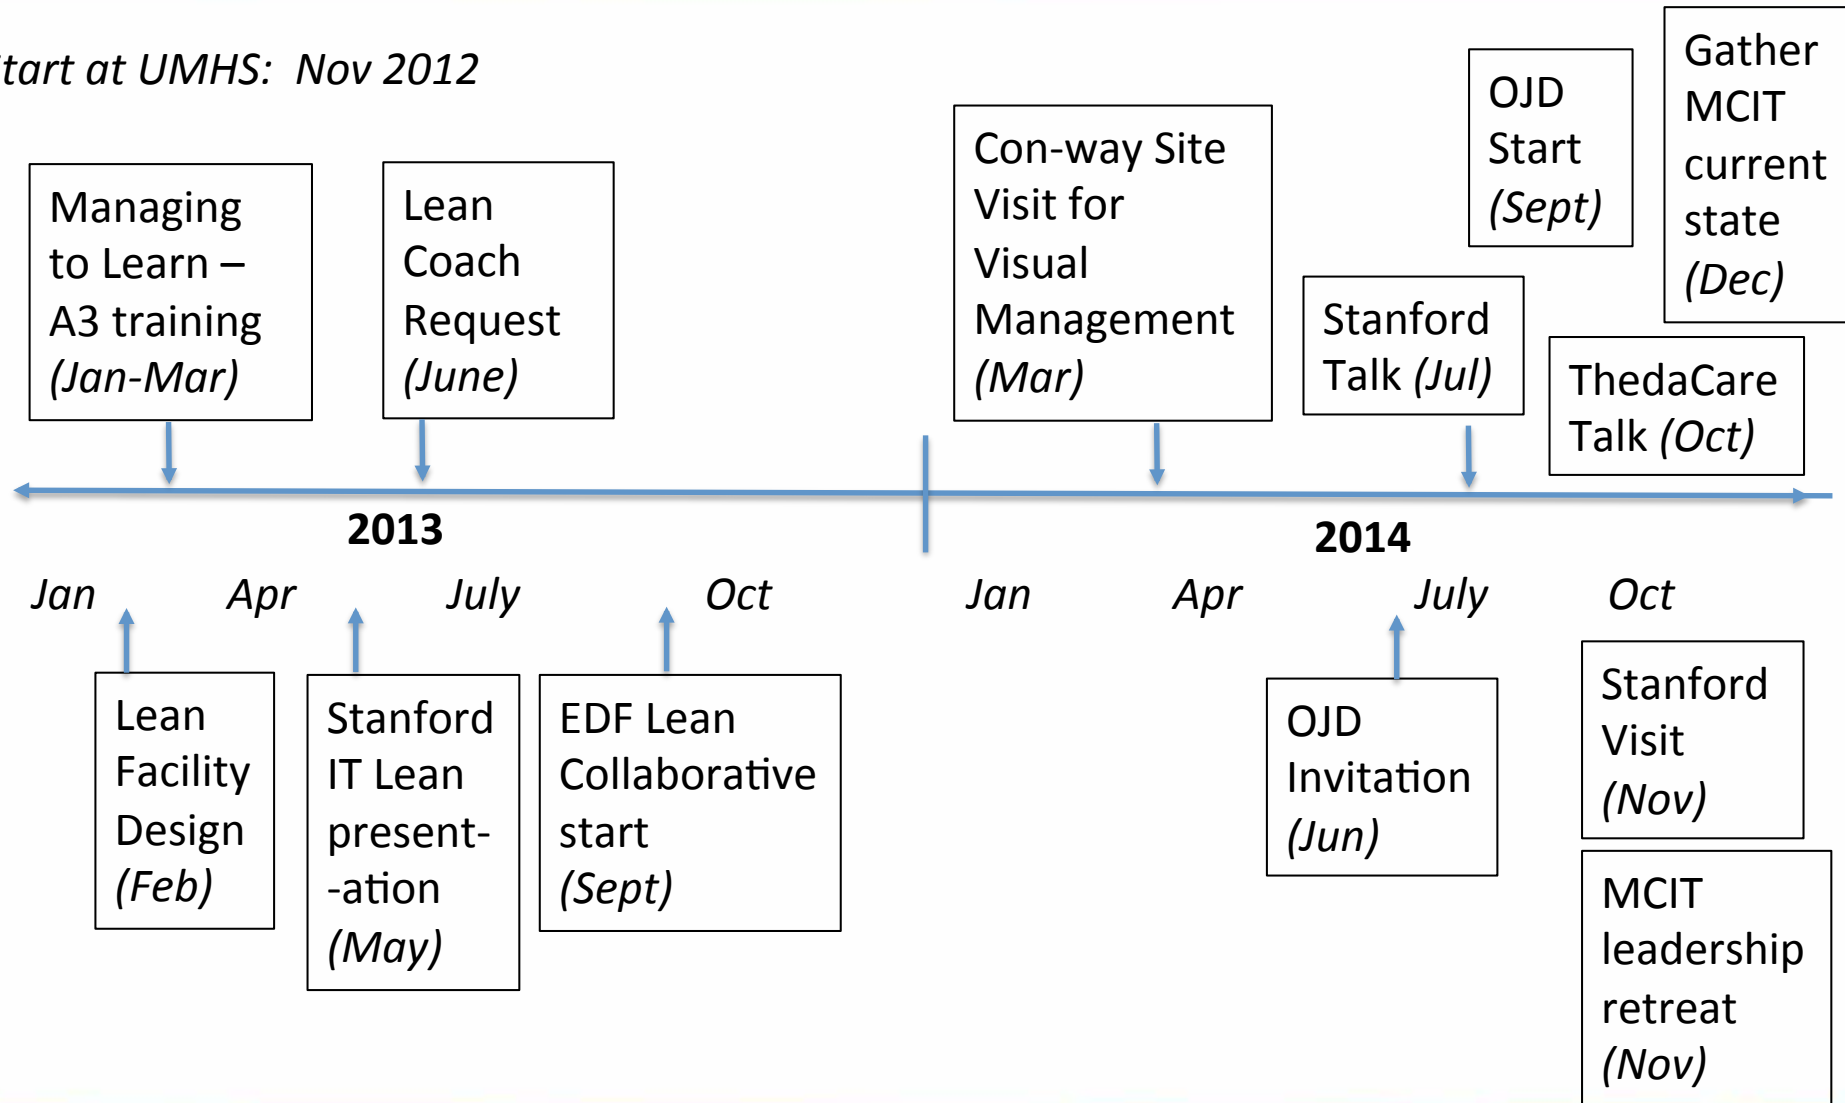 tart at UMHS: Nov 2012
Managing
to Learn –
A3 training
(Jan-Mar)
Lean
Coach
Request
(June)
Con-way Site
Visit for
Visual
Management
(Mar)
Stanford
Talk (Jul)
OJD
Start
(Sept)
Gather
MCIT
current
state
(Dec)
ThedaCare
Talk (Oct)
2013
2014
Jan Apr July Oct Jan Apr July Oct
Lean
Facility
Design
(Feb)
Stanford
IT Lean
present-
-ation
(May)
EDF Lean
Collaborative
start
(Sept)
OJD
Invitation
(Jun)
Stanford
Visit
(Nov)
MCIT
leadership
retreat
(Nov)